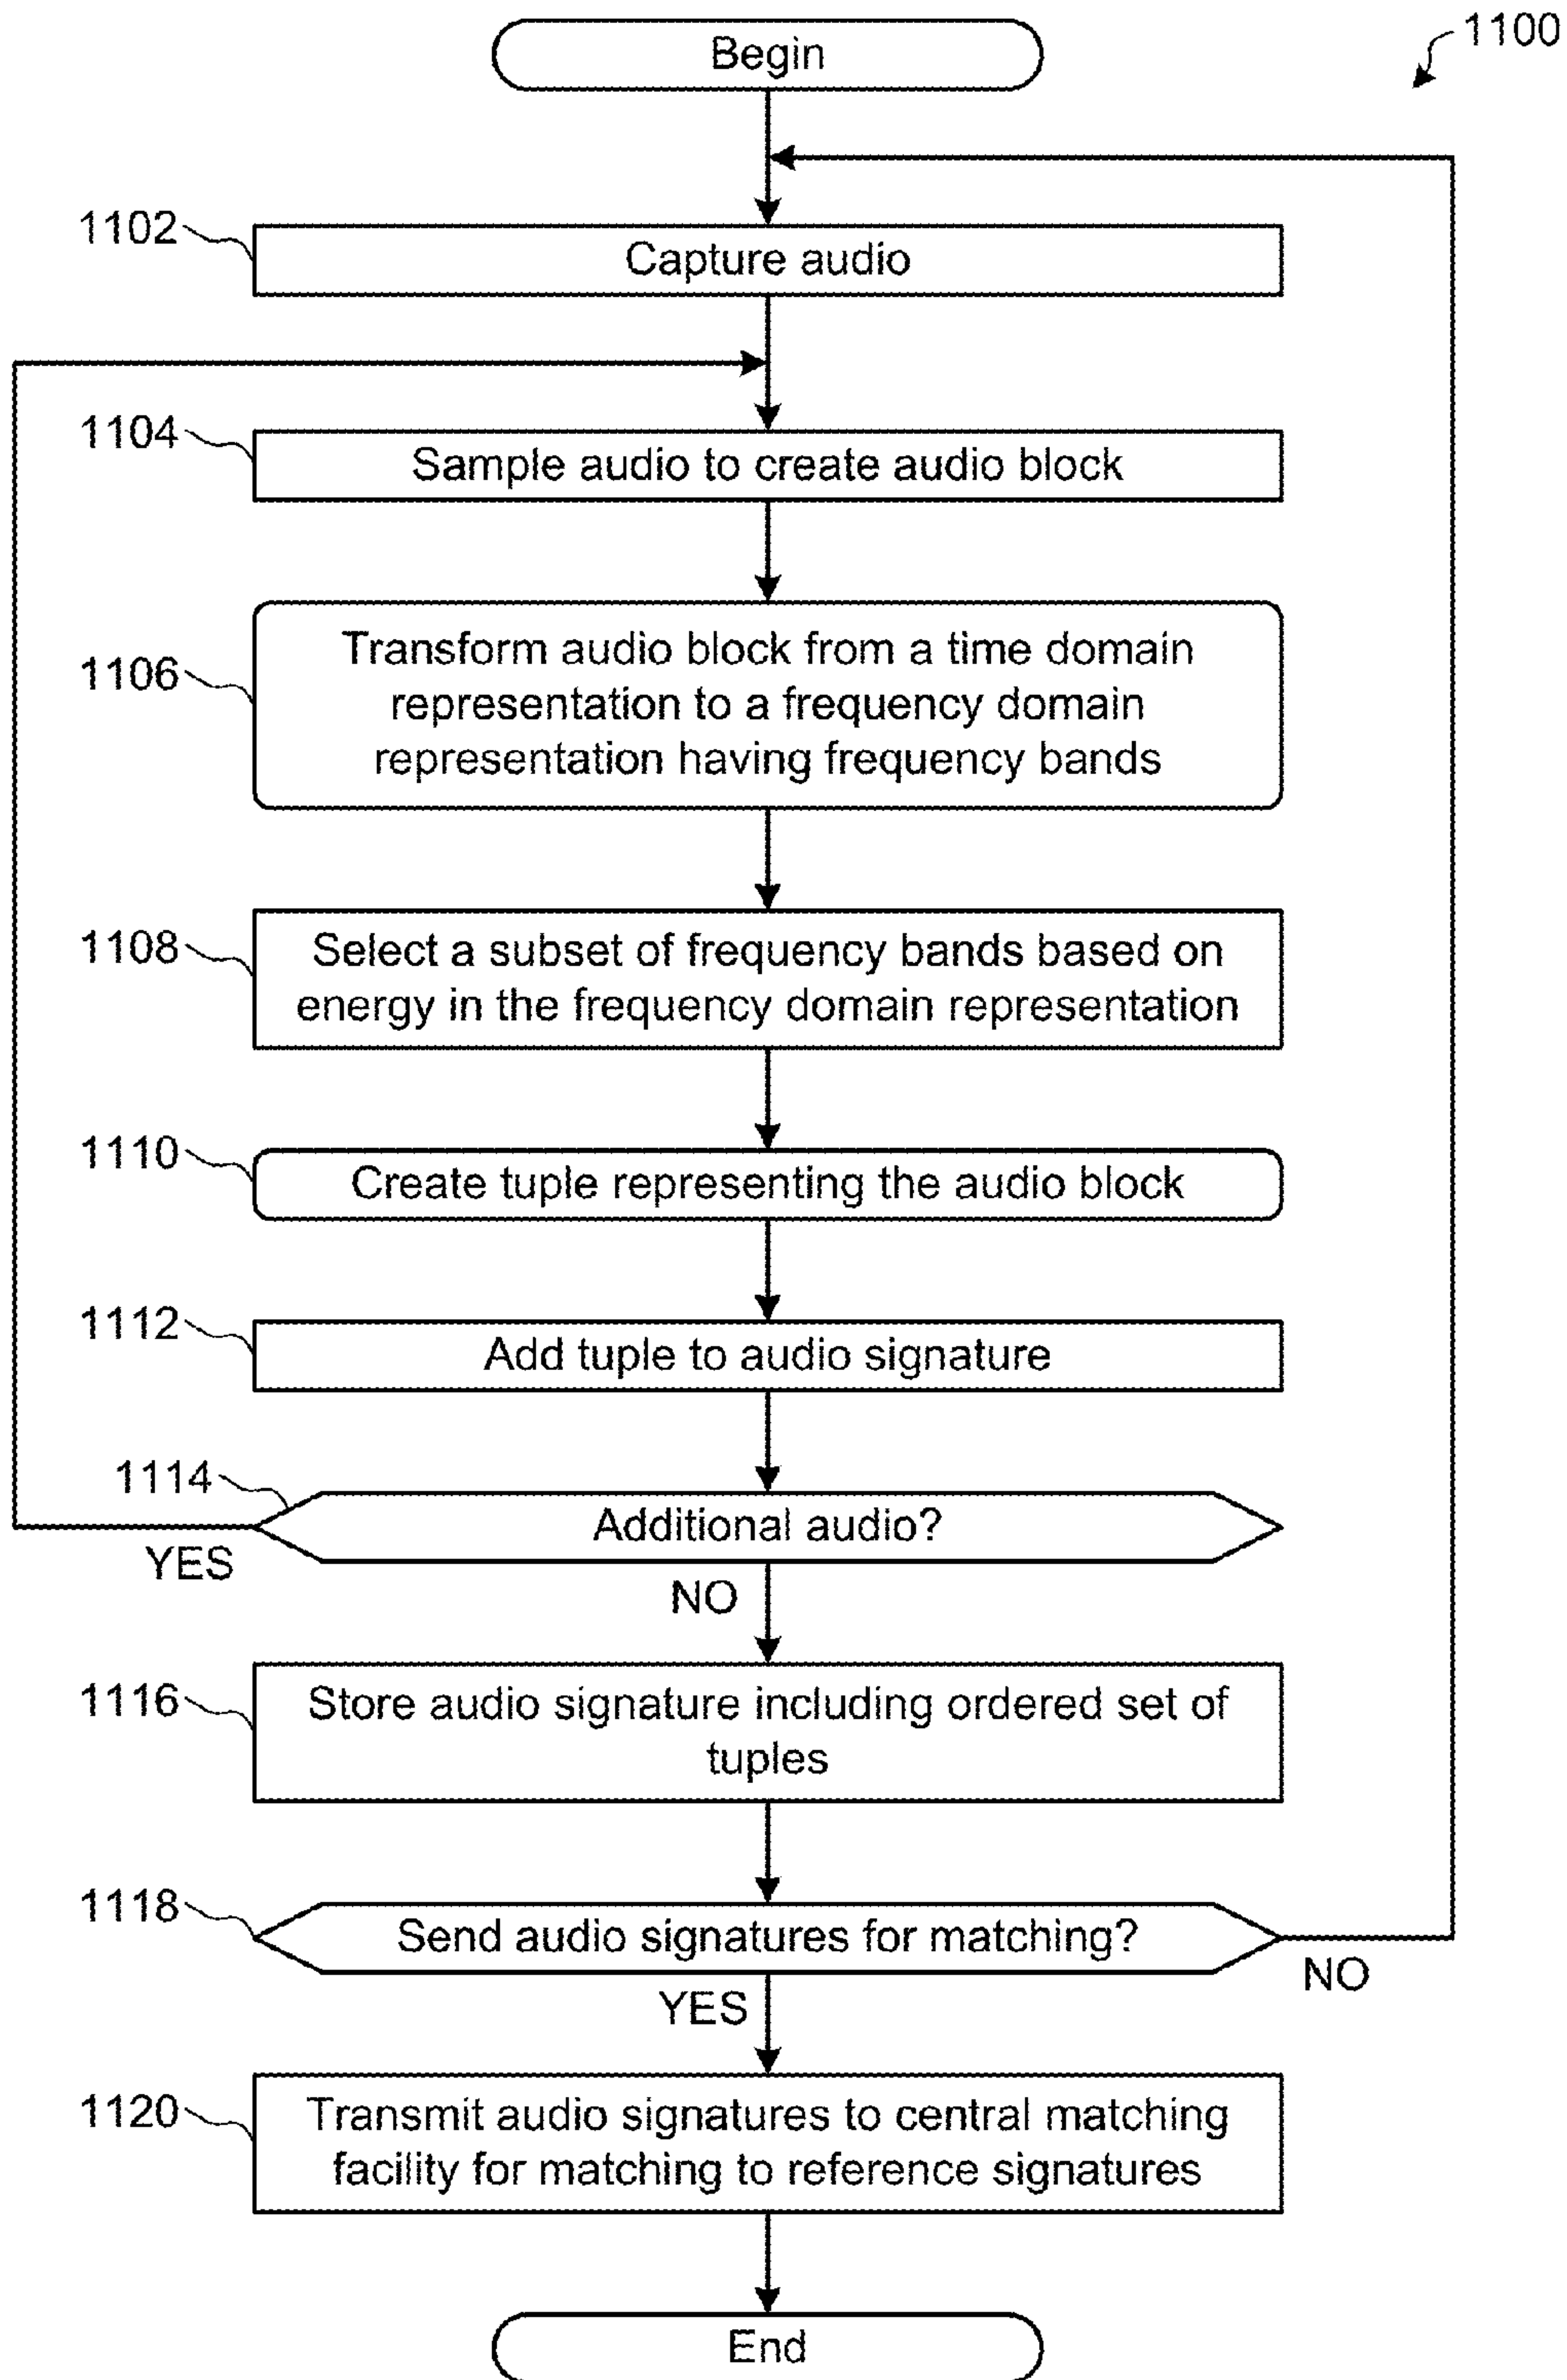 Begin
1100
1102
Capture audio
1104
Sample audio to create audio block
1106
Transform audio block from a time domain
representation to a frequency domain
representation having frequency bands
1108
Select a subset of frequency bands based on
energy in the frequency domain representation
1110
Create tuple representing the audio block
1112
Add tuple to audio signature
1114
Additional audio?
YES
NO
1116
Store audio signature including ordered set of
tuples
1118
Send audio signatures for matching?
NO
YES
1120
Transmit audio signatures to central matching
facility for matching to reference signatures
End